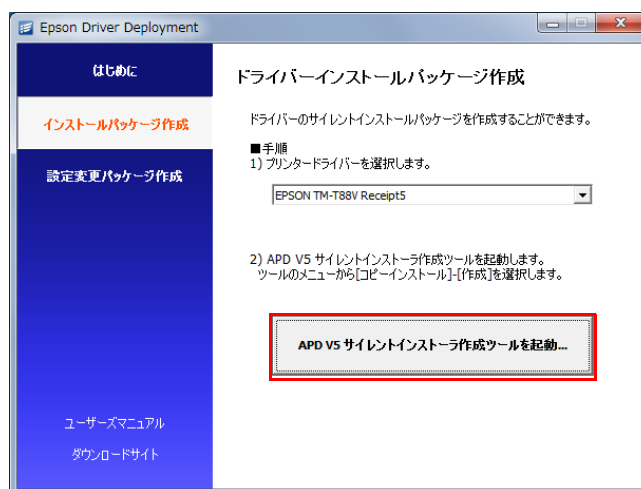 Epson Driver Deployment
はじめに
インストールパッケージ作成
設定変更パッケージ作成
ユーザーズマニュアル
ダウンロードサイト
ドライバーインストールパッケージ作成
ドライバーのサイレントインストールパッケージを作成することができます。
■手順
1) プリンタードライバーを選択します。
EPSON TM-T88V Receipt5
2) APD V5 サイレントインストーラ作成ツールを起動します。
ツールのメニューから[コピーインストール]-[作成]を選択します。
APD V5 サイレントインストーラ作成ツールを起動...